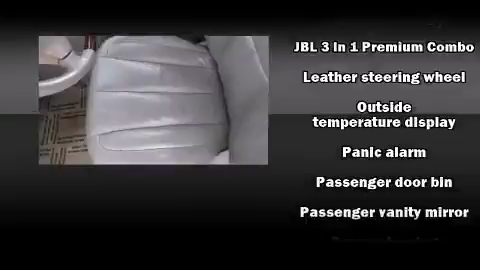 JBL 3 In 1 Premium Combo
Leather steering wheel
Outside
temperature display
Panic alarm
Passenger door bin
Passenger vanity mirror